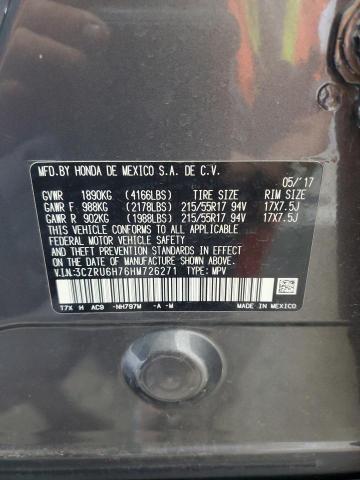 MFD.BY HONDA DE MEXICO S.A. DE C.V.
05/'17
GVWR 1890KG (4166LBS) TIRE SIZE RIM SIZE
GAWR F 988KG (2178LBS) 215/55R17 94V 17X7.5J
GAWR R 902KG (1988LBS) 215/55R17 94V 17X7.5J
THIS VEHICLE CONFORMS TO ALL APPLICABLE
FEDERAL MOTOR VEHICLE SAFETY AND THEFT
PREVENTION STANDARDS IN EFFECT ON THE
DATE OF MANUFACTURE SHOWN ABOVE.
V.I.N:3CZRU6H76HM726271 TYPE: MPV
T7X H AC9 -NH797M -A -M
MADE IN MEXICO